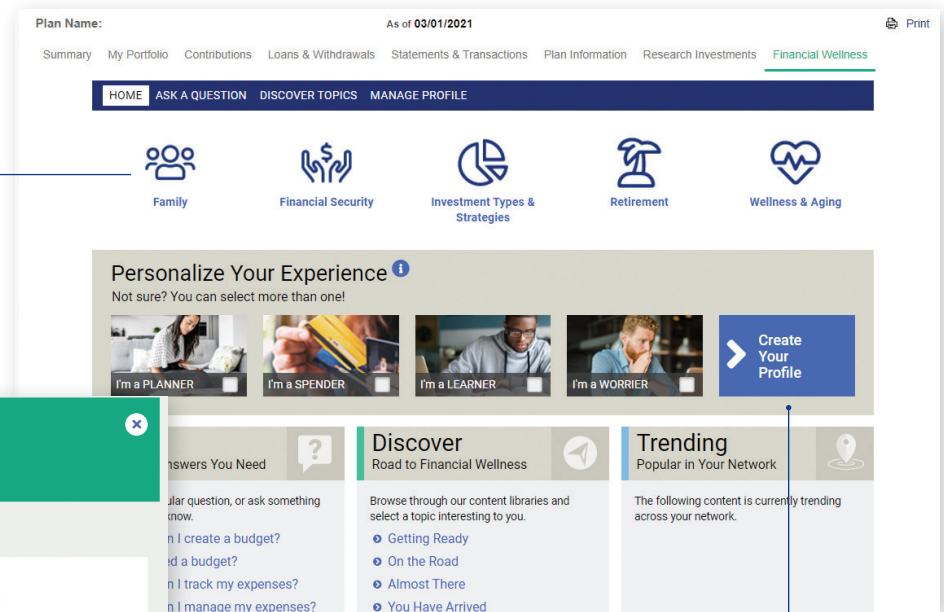 Plan Name:
As of 03/01/2021
Print
Summary My Portfolio Contributions Loans & Withdrawals Statements & Transactions Plan Information Research Investments Financial Wellness
HOME ASK A QUESTION DISCOVER TOPICS MANAGE PROFILE
Family
Financial Security
Investment Types &
Strategies
Retirement
Wellness & Aging
Personalize Your Experience
Not sure? You can select more than one!
I'm a PLANNER
I'm a SPENDER
I'm a LEARNER
I'm a WORRIER
Create
Your
Profile
You Need
question, or ask something
I create a budget?
a budget?
I track my expenses?
I manage my expenses?
Discover
Road to Financial Wellness
Browse through our content libraries and
select a topic interesting to you.
Getting Ready
On the Road
Almost There
You Have Arrived
Trending
Popular in Your Network
The following content is currently trending
across your network.